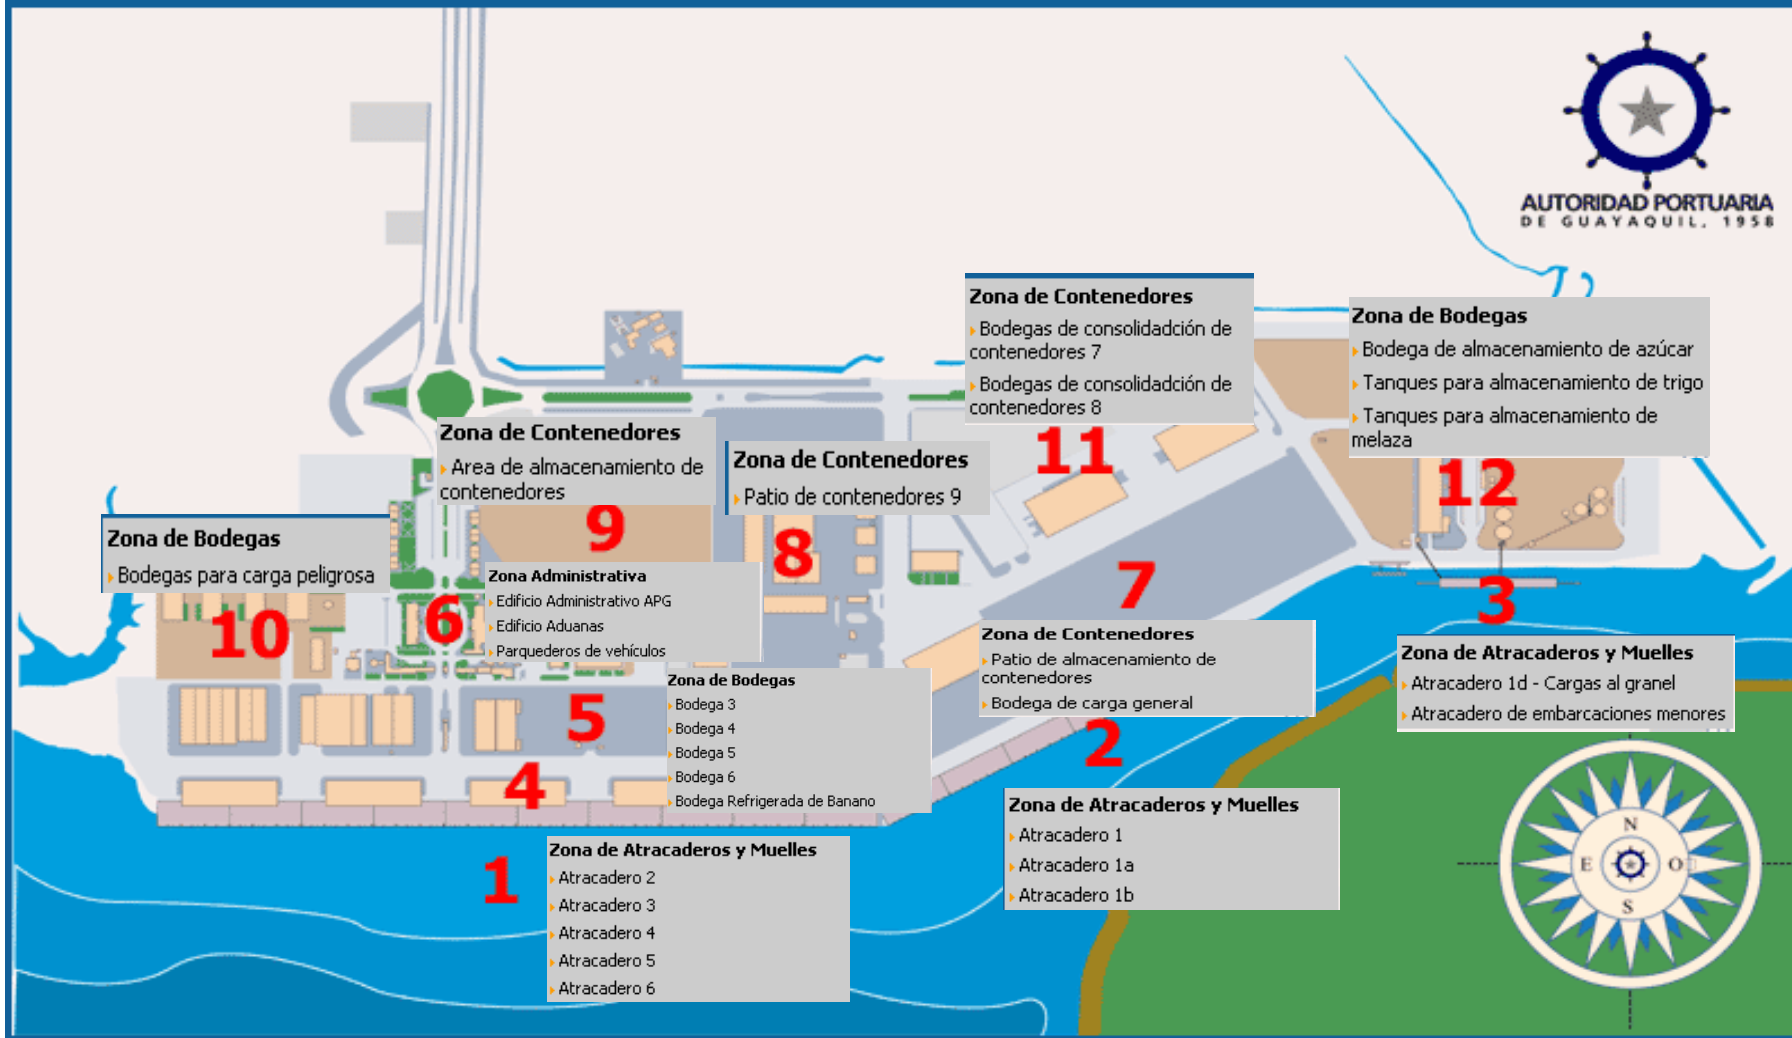 AUTORIDAD PORTUARIA
DE GUAYAQUIL, 1958
Zona de Contenedores
Bodegas de consolidadción de
contenedores 7
Bodegas de consolidadción de
contenedores 8
11
Zona de Bodegas
Bodega de almacenamiento de azúcar
Tanques para almacenamiento de trigo
Tanques para almacenamiento de
melaza
12
Zona de Contenedores
Area de almacenamiento de
contenedores
9
Zona de Contenedores
Patio de contenedores 9
8
Zona de Bodegas
Bodegas para carga peligrosa
10
Zona Administrativa
Edificio Administrativo APG
Edificio Aduanas
Parquederos de vehículos
6
7
Zona de Contenedores
Patio de almacenamiento de
contenedores
Bodega de carga general
3
Zona de Atracaderos y Muelles
Atracadero 1d - Cargas al granel
Atracadero de embarcaciones menores
5
Zona de Bodegas
Bodega 3
Bodega 4
Bodega 5
Bodega 6
Bodega Refrigerada de Banano
4
2
Zona de Atracaderos y Muelles
Atracadero 1
Atracadero 1a
Atracadero 1b
1
Zona de Atracaderos y Muelles
Atracadero 2
Atracadero 3
Atracadero 4
Atracadero 5
Atracadero 6
N
E
O
S